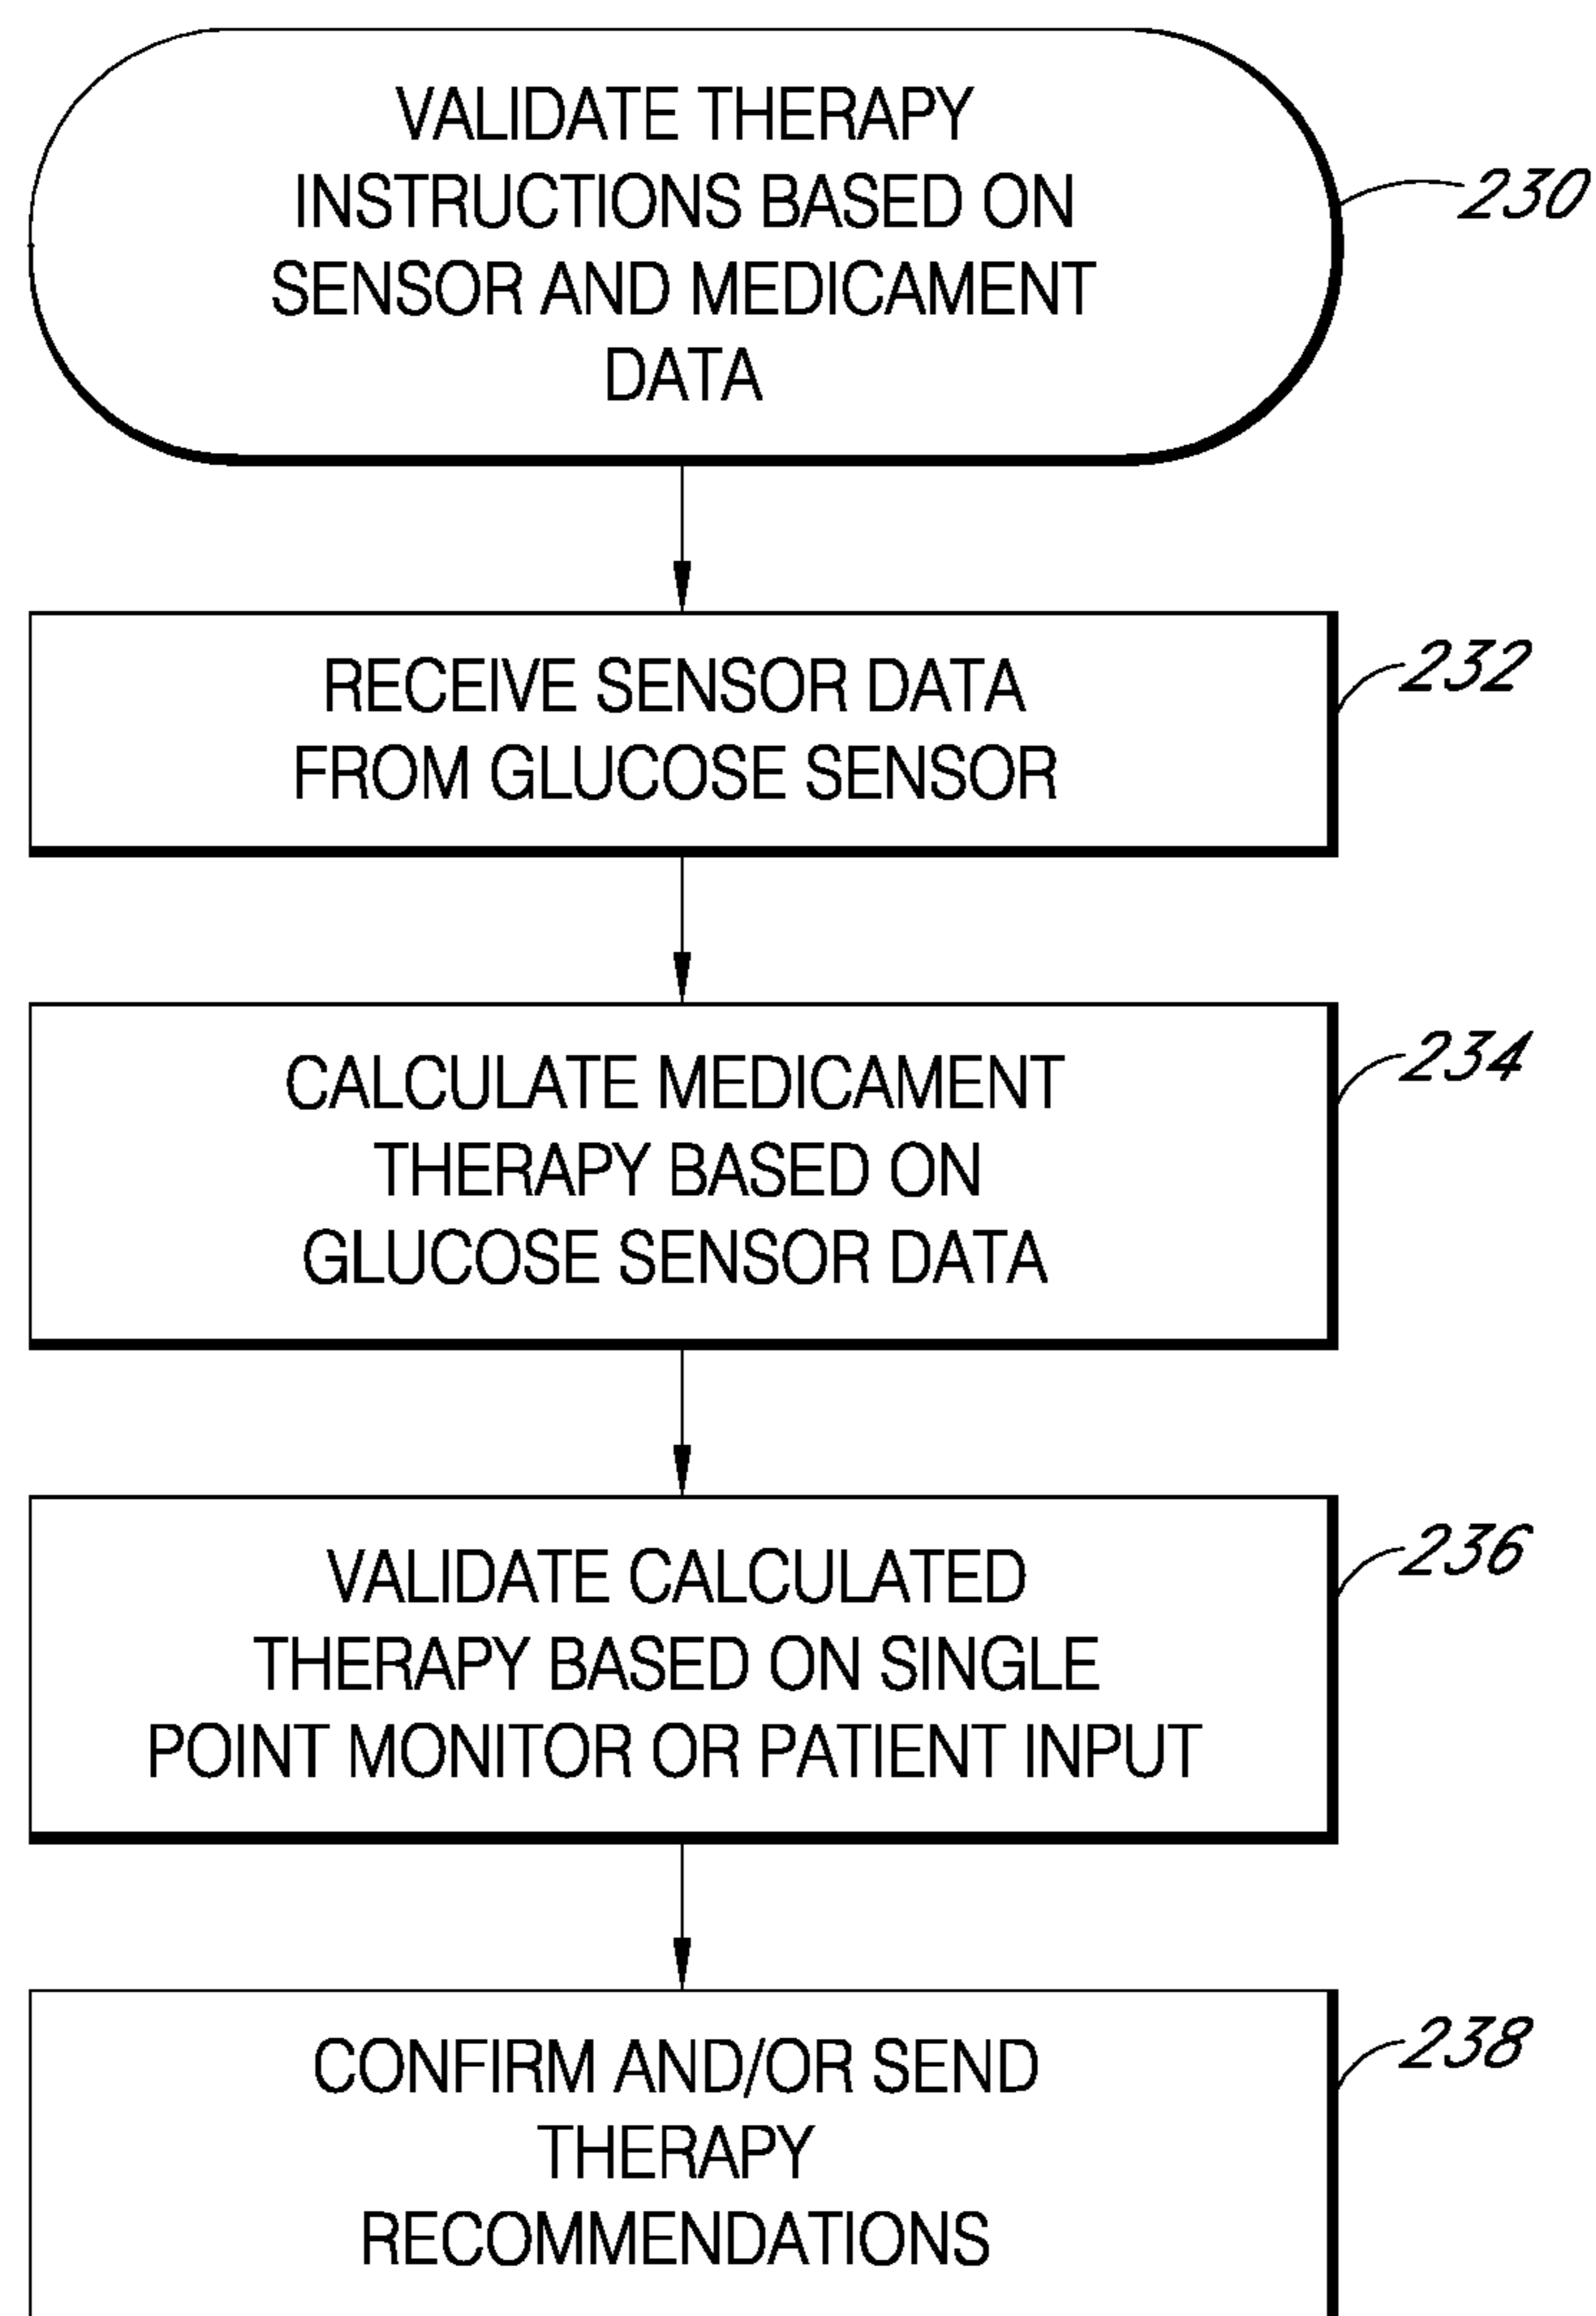 VALIDATE THERAPY
INSTRUCTIONS BASED ON
SENSOR AND MEDICAMENT
DATA
230
RECEIVE SENSOR DATA
FROM GLUCOSE SENSOR
232
CALCULATE MEDICAMENT
THERAPY BASED ON
GLUCOSE SENSOR DATA
234
VALIDATE CALCULATED
THERAPY BASED ON SINGLE
POINT MONITOR OR PATIENT INPUT
236
CONFIRM AND/OR SEND
THERAPY
RECOMMENDATIONS
238